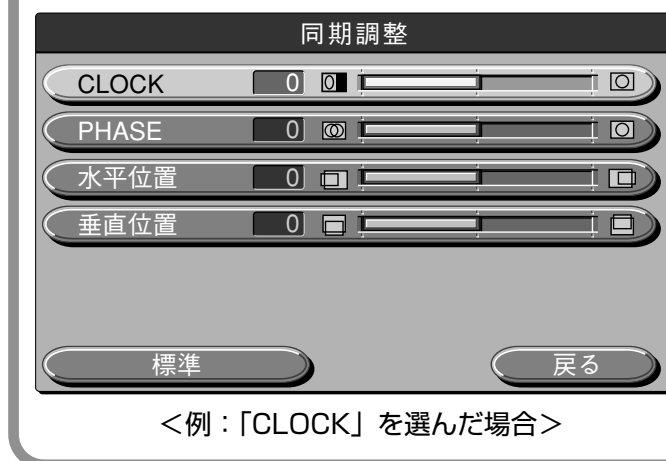 同期調整
CLOCK 0
PHASE 0
水平位置 0
垂直位置 0
標準 戻る
＜例：「CLOCK」を選んだ場合＞